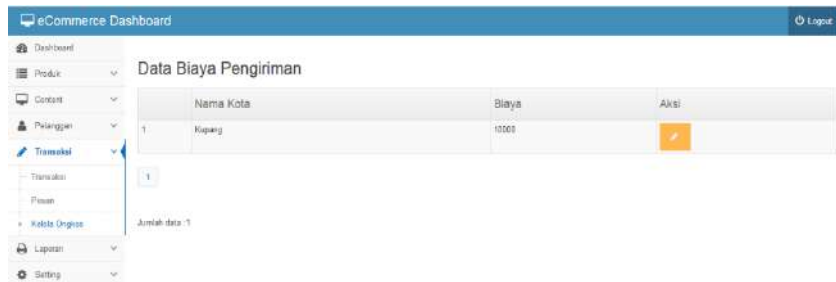 eCommerce Dashboard
Logout
Dashboard
Produk
Content
Pelanggan
Transaksi
Transaksi
Pesan
Kelola Ongkos
Laporan
Setting
Data Biaya Pengiriman
Nama Kota Biaya Aksi
1 Kupang 10000
1
Jumlah data :1